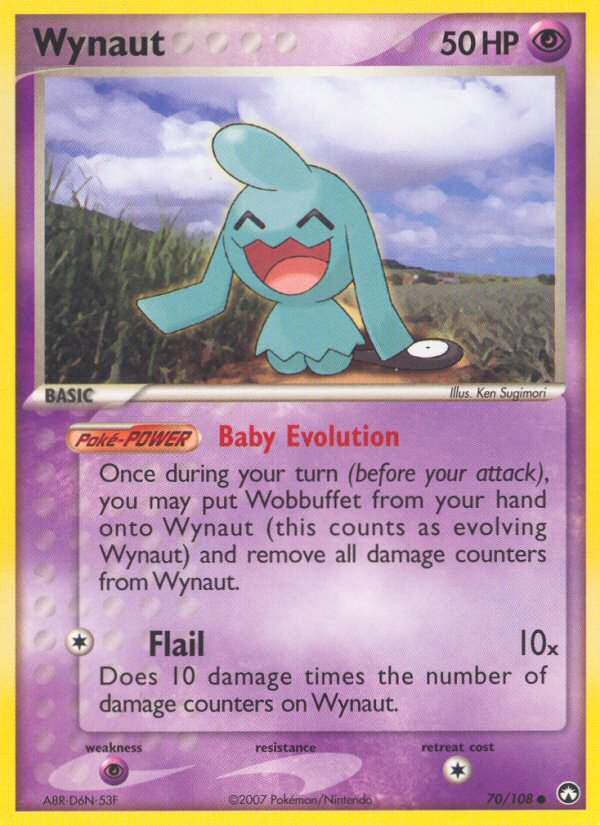 Wynaut 50 HP
BASIC
Illus. Ken Sugimori
Poké-POWER Baby Evolution
Once during your turn (before your attack),
you may put Wobbuffet from your hand
onto Wynaut (this counts as evolving
Wynaut) and remove all damage counters
from Wynaut.
Flail 10x
Does 10 damage times the number of
damage counters on Wynaut.
weakness resistance retreat cost
A8R-D6N-53F ©2007 Pokémon/Nintendo 70/108 ●